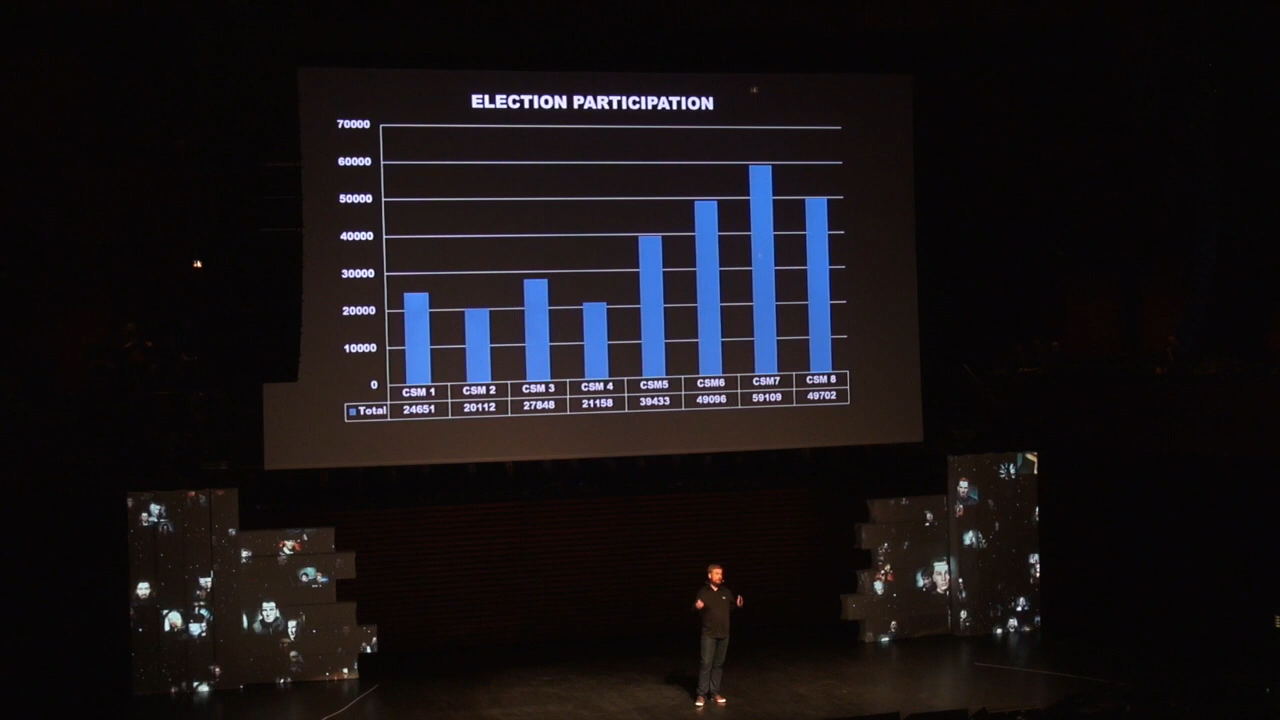 ELECTION PARTICIPATION
70000
60000
50000
40000
30000
20000
10000
0
CSM 1 CSM 2 CSM 3 CSM 4 CSM5 CSM6 CSM7 CSM 8
Total 24651 20112 27848 21158 39433 49096 59109 49702